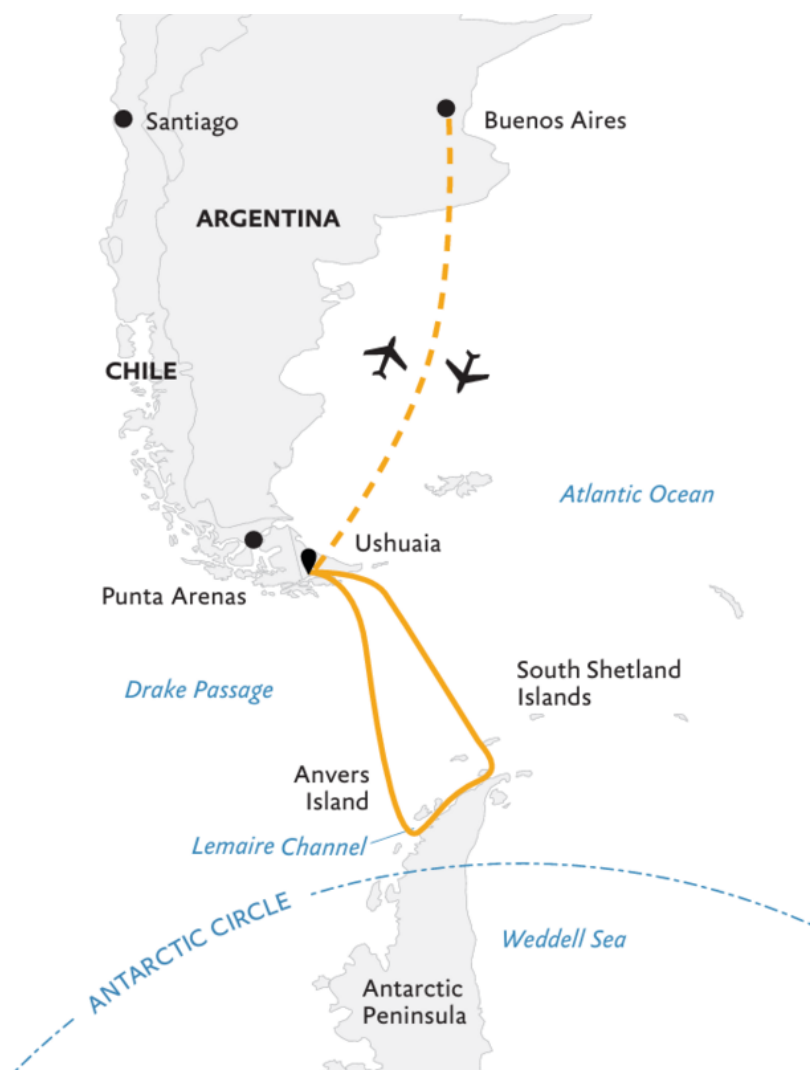 Santiago
Buenos Aires
ARGENTINA
CHILE
Atlantic Ocean
Ushuaia
Punta Arenas
South Shetland
Islands
Drake Passage
Anvers
Island
Lemaire Channel
ANTARCTIC CIRCLE
Weddell Sea
Antarctic
Peninsula